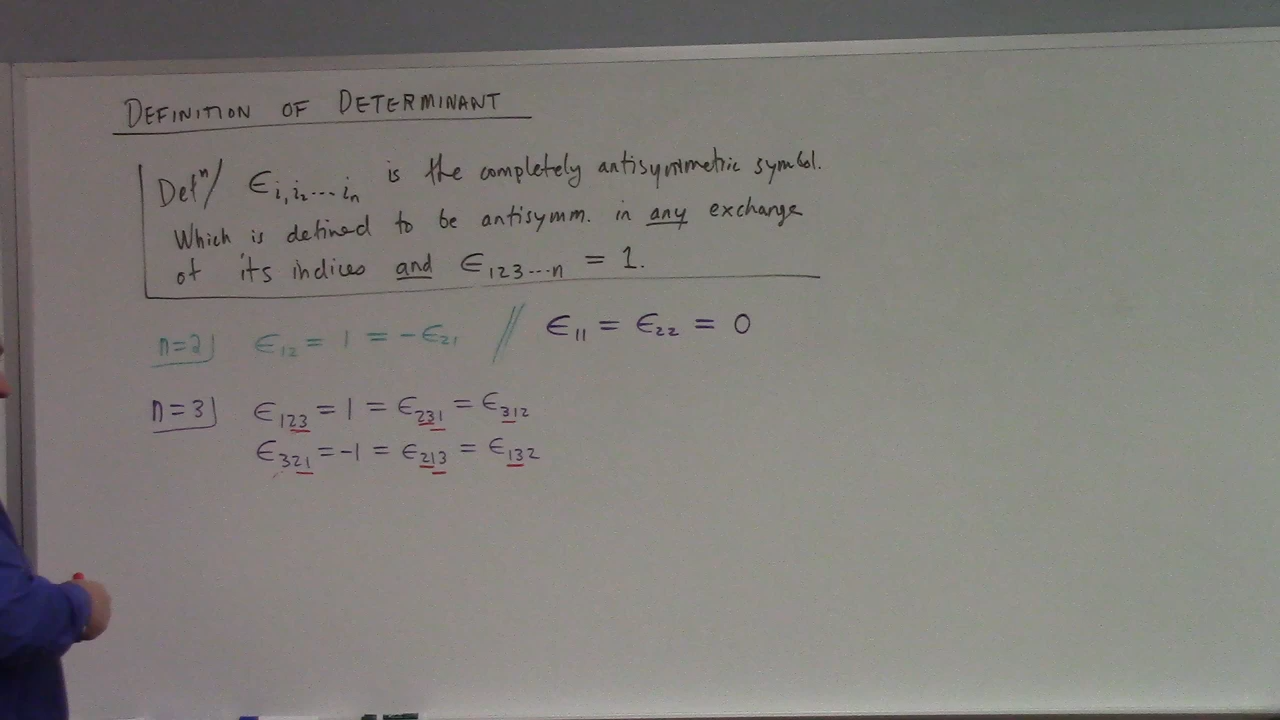 DEFINITION OF DETERMINANT
Defⁿ/ ∈_{i₁i₂⋯iₙ} is the completely antisymmetric symbol.
Which is defined to be antisymm. in any exchange
of its indices and ∈_{123⋯n} = 1.
n=2) ∈₁₂ = 1 = -∈₂₁ // ∈₁₁ = ∈₂₂ = 0
n=3) ∈₁₂₃ = 1 = ∈₂₃₁ = ∈₃₁₂
∈₃₂₁ = -1 = ∈₂₁₃ = ∈₁₃₂